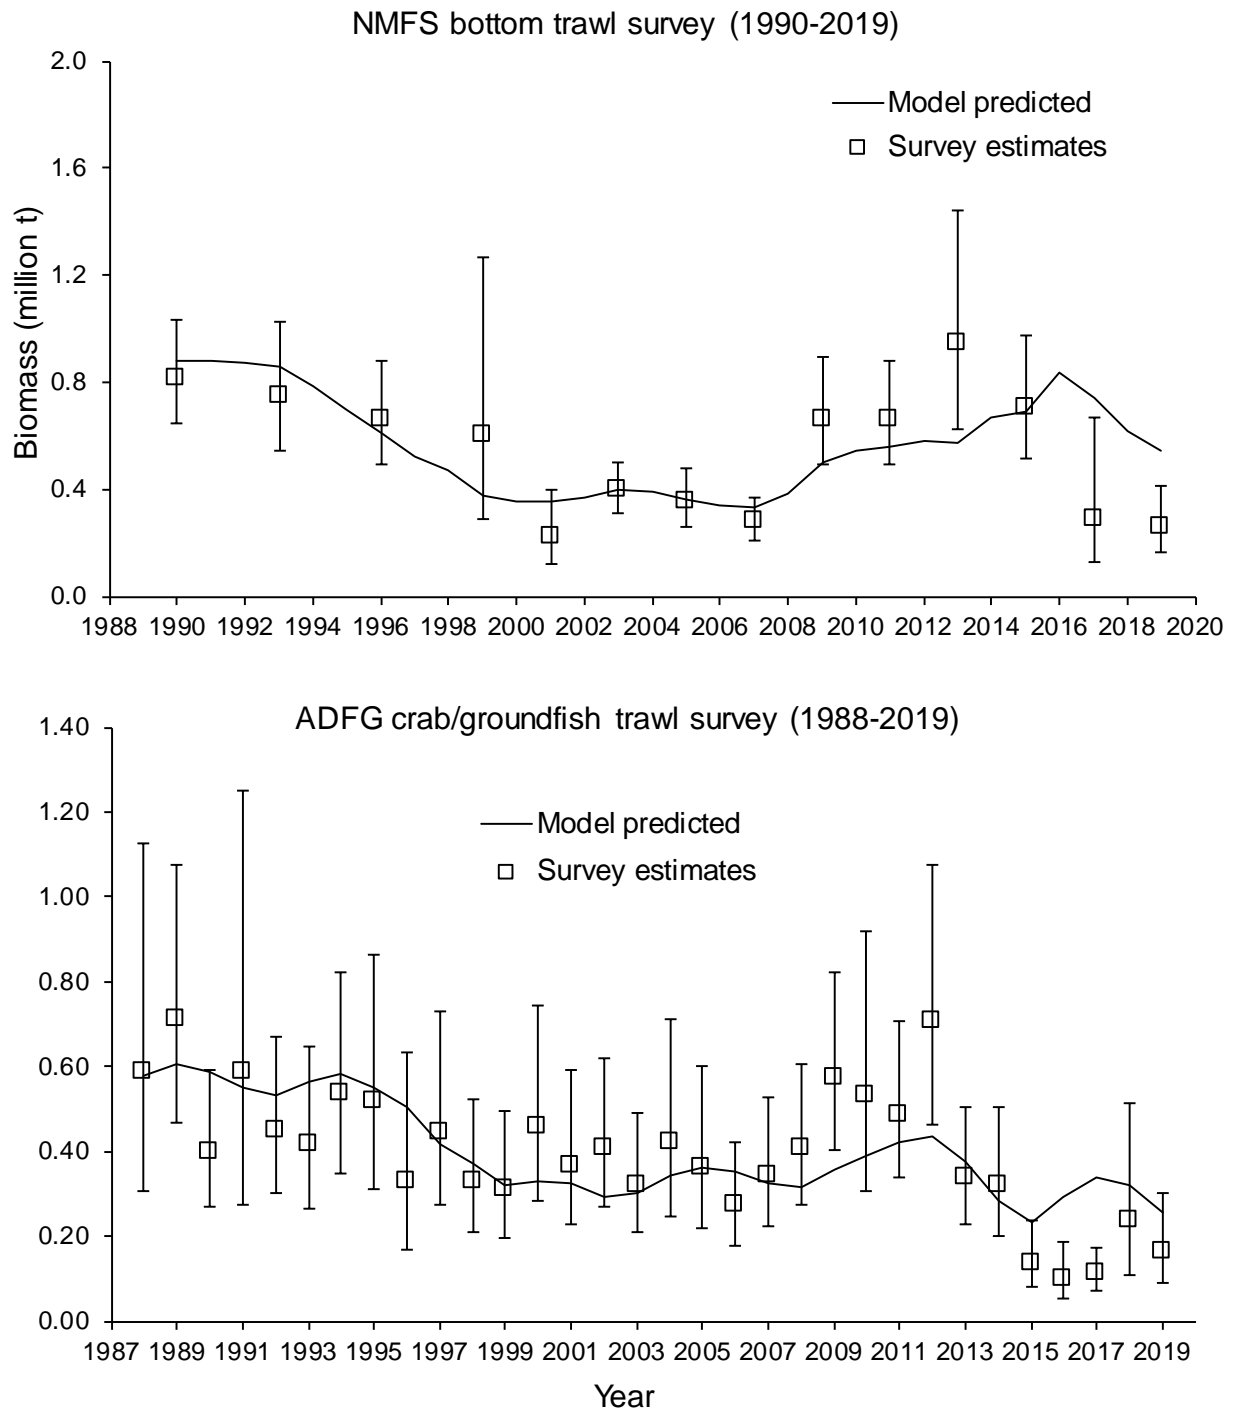 NMFS bottom trawl survey (1990-2019)
2.0
Model predicted
Survey estimates
1.6
1.2
0.8
0.4
0.0
Biomass (million t)
1988 1990 1992 1994 1996 1998 2000 2002 2004 2006 2008 2010 2012 2014 2016 2018 2020
ADFG crab/groundfish trawl survey (1988-2019)
1.40
1.20
Model predicted
Survey estimates
1.00
0.80
0.60
0.40
0.20
0.00
1987 1989 1991 1993 1995 1997 1999 2001 2003 2005 2007 2009 2011 2013 2015 2017 2019
Year